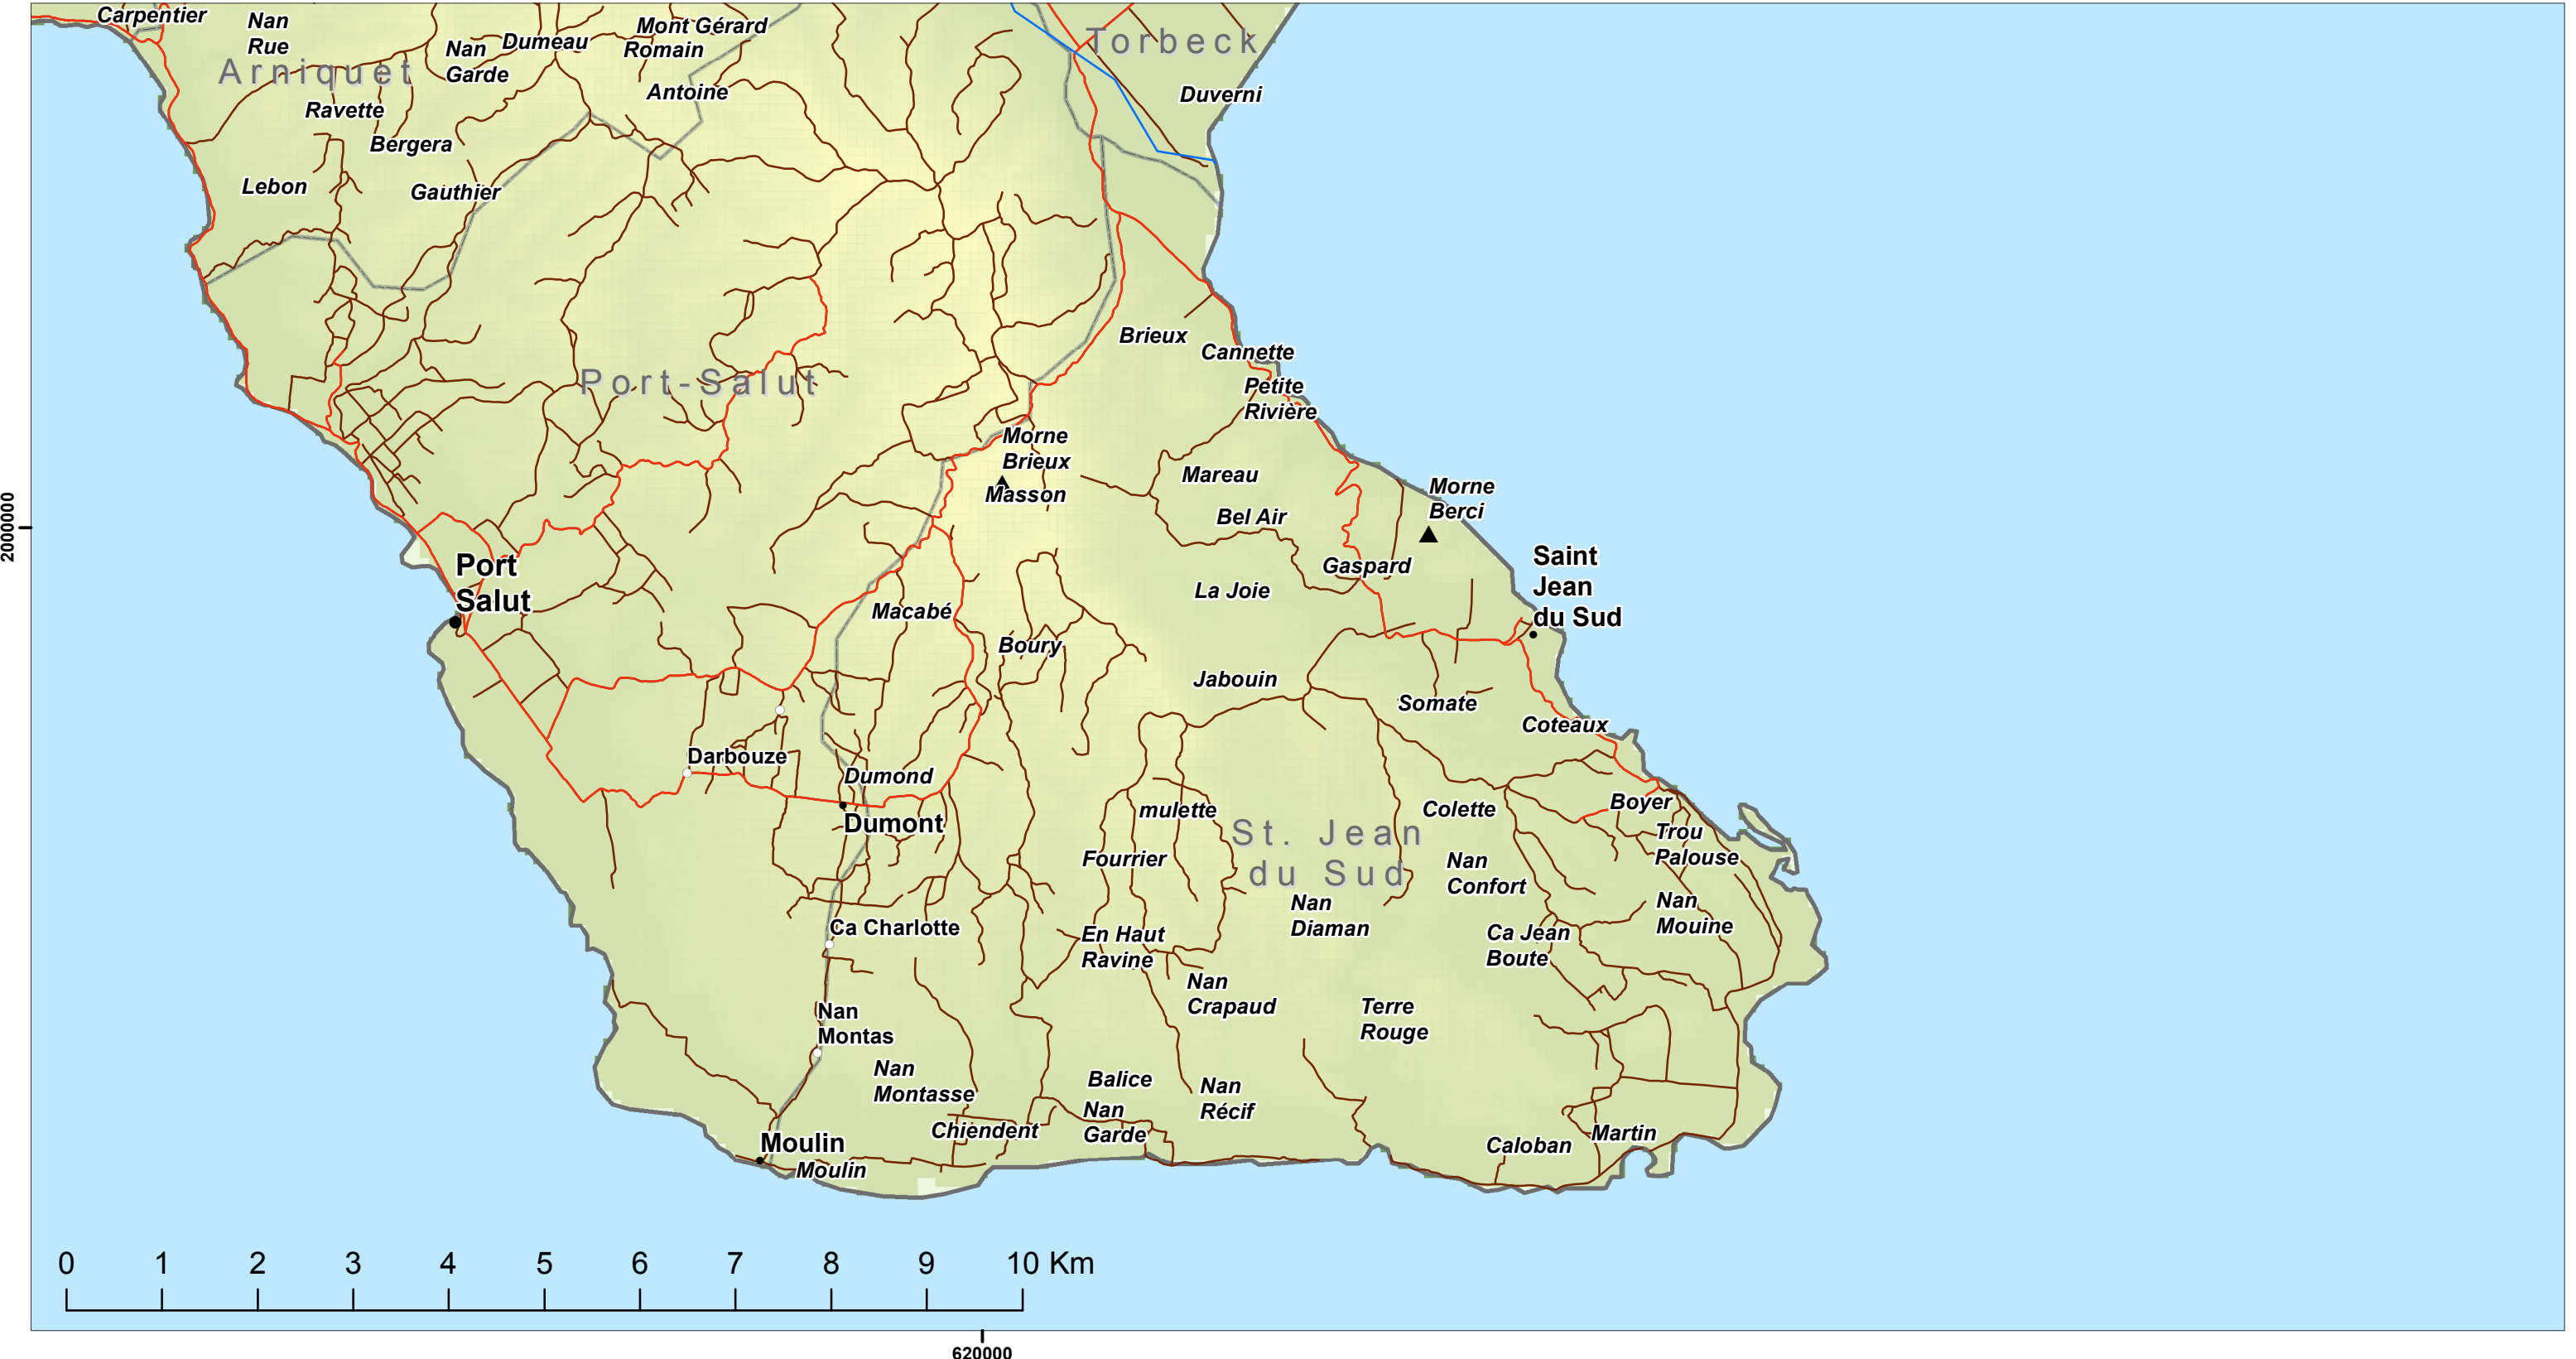 Carpentier
Nan
Rue
Arniquet
Nan
Garde
Dumeau
Mont Gérard
Romain
Antoine
Torbeck
Duverni
Ravette
Bergera
Lebon
Gauthier
Brieux
Cannette
Petite
Rivière
Port-Salut
Morne
Brieux
Masson
Mareau
Bel Air
Morne
Berci
Gaspard
Saint
Jean
du Sud
2000000
Port
Salut
La Joie
Macabé
Boury
Jabouin
Somate
Coteaux
Darbouze
Dumond
Dumont
mulette
Colette
Boyer
Trou
Palouse
St. Jean
du Sud
Fourrier
Nan
Confort
Nan
Diaman
Nan
Mouine
Ca Charlotte
En Haut
Ravine
Ca Jean
Boute
Nan
Crapaud
Terre
Rouge
Nan
Montas
Nan
Montasse
Balice
Nan
Récif
Nan
Garde
Chiendent
Caloban
Martin
Moulin
Moulin
0 1 2 3 4 5 6 7 8 9 10 Km
620000